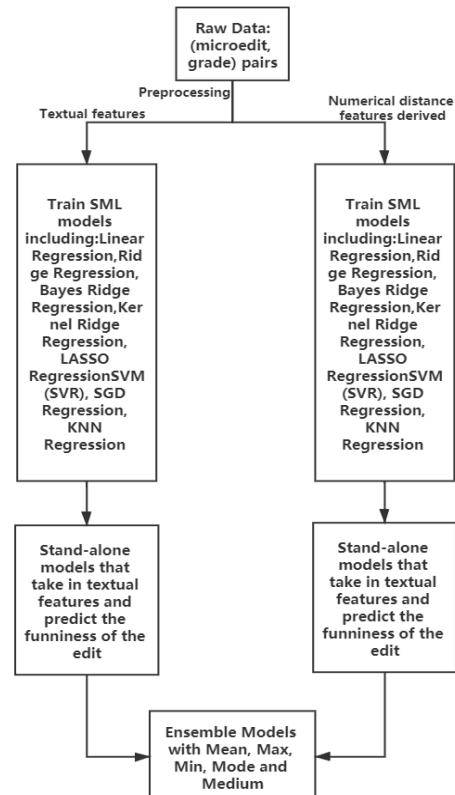 Raw Data:
(microedit,
grade) pairs
Preprocessing
Textual features
Numerical distance
features derived
Train SML
models
including:Linear
Regression,Rid
ge Regression,
Bayes Ridge
Regression,Ker
nel Ridge
Regression,
LASSO
RegressionSVM
(SVR), SGD
Regression,
KNN
Regression
Train SML
models
including:Linear
Regression,Rid
ge Regression,
Bayes Ridge
Regression,Ker
nel Ridge
Regression,
LASSO
RegressionSVM
(SVR), SGD
Regression,
KNN
Regression
Stand-alone
models that
take in textual
features and
predict the
funniness of the
edit
Stand-alone
models that
take in textual
features and
predict the
funniness of the
edit
Ensemble Models
with Mean, Max,
Min, Mode and
Medium